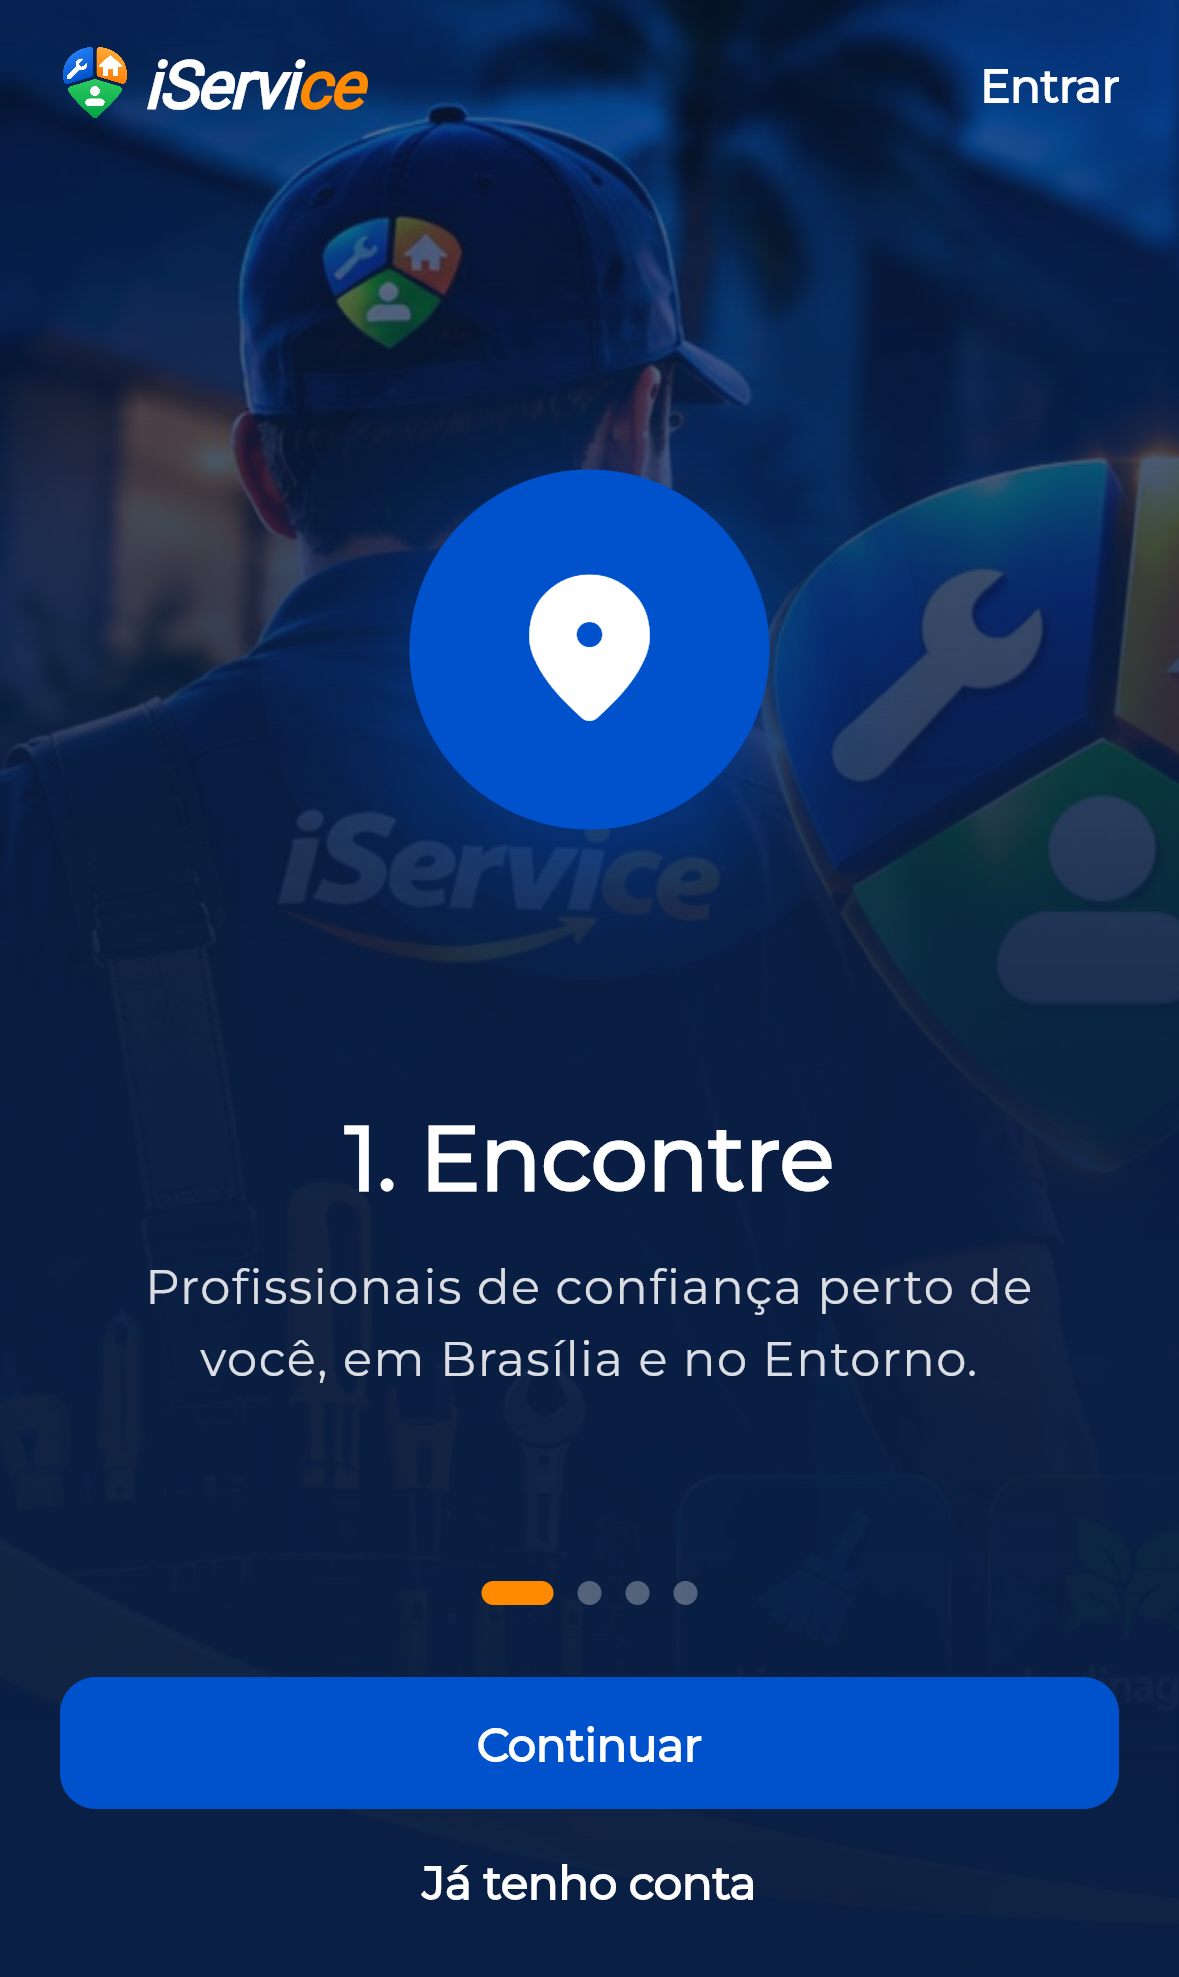 iService
Entrar
iService
1. Encontre
Profissionais de confiança perto de
você, em Brasília e no Entorno.
Continuar
Já tenho conta